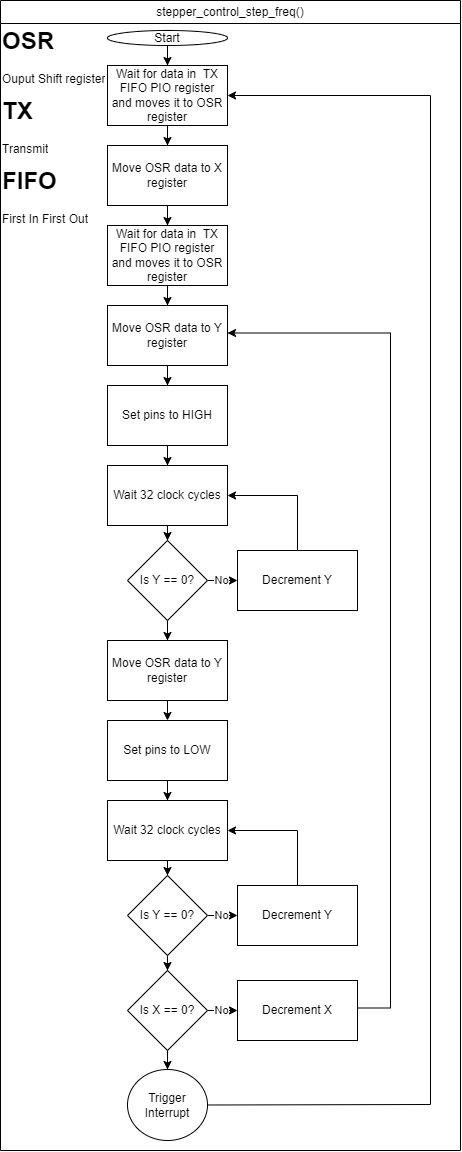 stepper_control_step_freq()
OSR
Ouput Shift register
TX
Transmit
FIFO
First In First Out
Start
Wait for data in TX
FIFO PIO register
and moves it to OSR
register
Move OSR data to X
register
Wait for data in TX
FIFO PIO register
and moves it to OSR
register
Move OSR data to Y
register
Set pins to HIGH
Wait 32 clock cycles
Is Y == 0?
No
Decrement Y
Move OSR data to Y
register
Set pins to LOW
Wait 32 clock cycles
Is Y == 0?
No
Decrement Y
Is X == 0?
No
Decrement X
Trigger
Interrupt